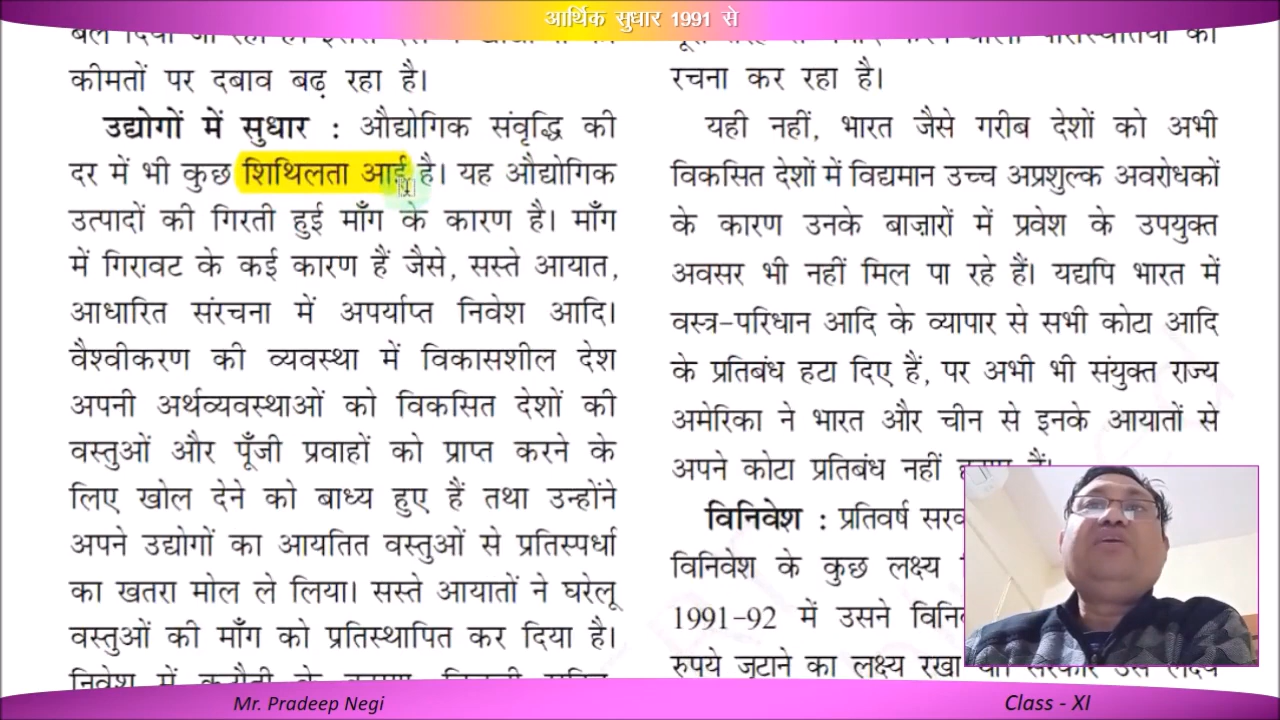 आर्थिक सुधार 1991 से
कीमतों पर दबाव बढ़ रहा है।
उद्योगों में सुधार : औद्योगिक संवृद्धि की
दर में भी कुछ शिथिलता आई है। यह औद्योगिक
उत्पादों की गिरती हुई माँग के कारण है। माँग
में गिरावट के कई कारण हैं जैसे, सस्ते आयात,
आधारित संरचना में अपर्याप्त निवेश आदि।
वैश्वीकरण की व्यवस्था में विकासशील देश
अपनी अर्थव्यवस्थाओं को विकसित देशों की
वस्तुओं और पूँजी प्रवाहों को प्राप्त करने के
लिए खोल देने को बाध्य हुए हैं तथा उन्होंने
अपने उद्योगों का आयतित वस्तुओं से प्रतिस्पर्धा
का खतरा मोल ले लिया। सस्ते आयातों ने घरेलू
वस्तुओं की माँग को प्रतिस्थापित कर दिया है।
रचना कर रहा है।
यही नहीं, भारत जैसे गरीब देशों को अभी
विकसित देशों में विद्यमान उच्च अप्रशुल्क अवरोधकों
के कारण उनके बाज़ारों में प्रवेश के उपयुक्त
अवसर भी नहीं मिल पा रहे हैं। यद्यपि भारत में
वस्त्र-परिधान आदि के व्यापार से सभी कोटा आदि
के प्रतिबंध हटा दिए हैं, पर अभी भी संयुक्त राज्य
अमेरिका ने भारत और चीन से इनके आयातों से
अपने कोटा प्रतिबंध नहीं
विनिवेश : प्रतिवर्ष
विनिवेश के कुछ लक्ष्य
1991-92 में उसने
रुपये जुटाने का लक्ष्य रखा
Mr. Pradeep Negi
Class - XI